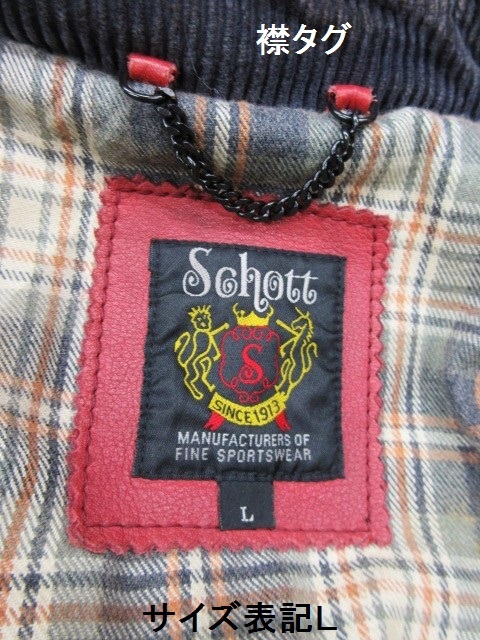 襟タグ
Schott
S
SINCE 1913
MANUFACTURERS OF
FINE SPORTSWEAR
L
サイズ表記L